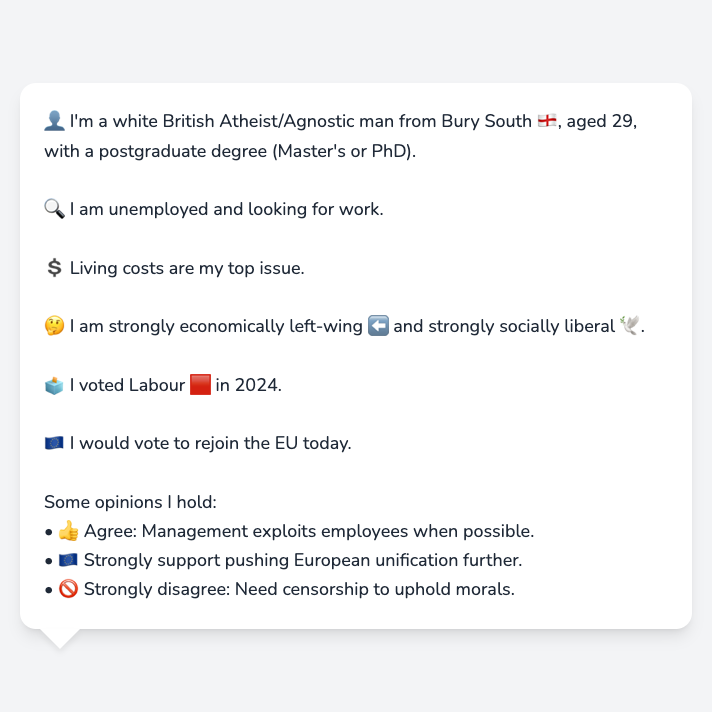 👤 I'm a white British Atheist/Agnostic man from Bury South 🏴󠁧󠁢󠁥󠁮󠁧󠁿, aged 29,
with a postgraduate degree (Master's or PhD).
🔍 I am unemployed and looking for work.
💲 Living costs are my top issue.
🤔 I am strongly economically left-wing ⬅️ and strongly socially liberal 🕊️.
🗳️ I voted Labour 🟥 in 2024.
🇪🇺 I would vote to rejoin the EU today.
Some opinions I hold:
• 👍 Agree: Management exploits employees when possible.
• 🇪🇺 Strongly support pushing European unification further.
• 🚫 Strongly disagree: Need censorship to uphold morals.